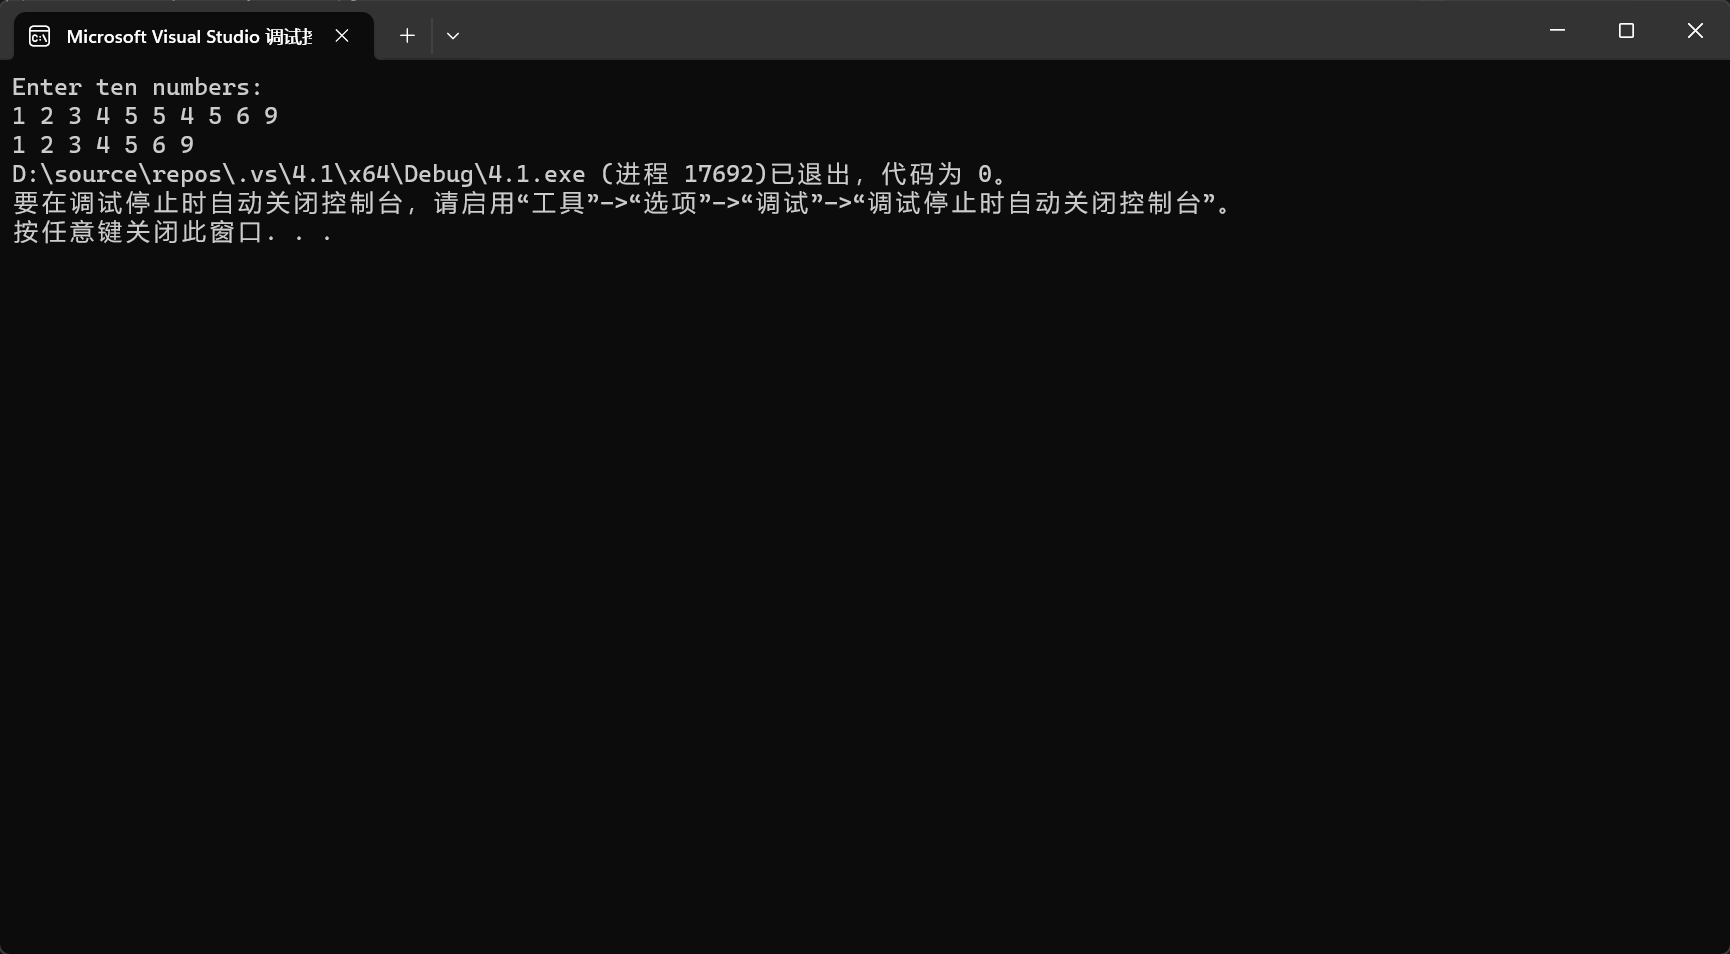 Microsoft Visual Studio 调试
Enter ten numbers:
1 2 3 4 5 5 4 5 6 9
1 2 3 4 5 6 9
D:\source\repos\.vs\4.1\x64\Debug\4.1.exe (进程 17692)已退出，代码为 0。
要在调试停止时自动关闭控制台，请启用“工具”->“选项”->“调试”->“调试停止时自动关闭控制台”。
按任意键关闭此窗口. . .